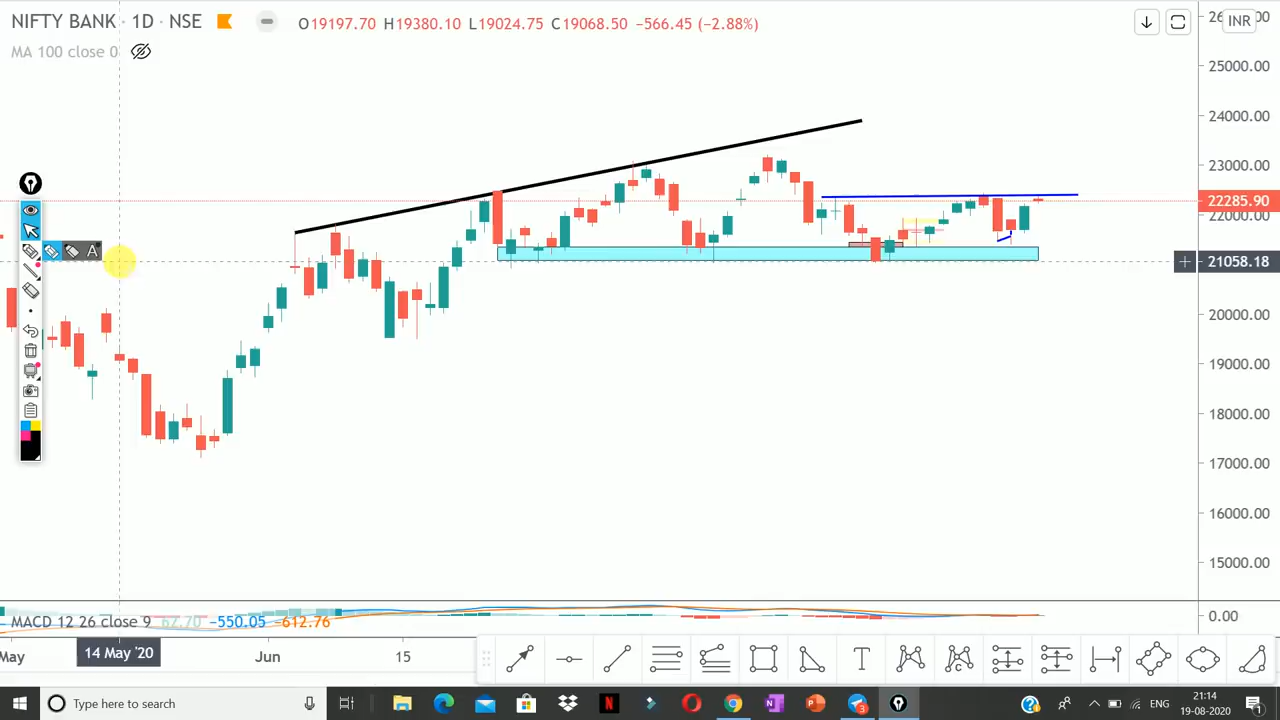 NIFTY BANK · 1D · NSE O19197.70 H19380.10 L19024.75 C19068.50 -566.45 (-2.88%) INR
MA 100 close 0
25000.00
24000.00
23000.00
22285.90
22000.00
A
21058.18
20000.00
19000.00
18000.00
17000.00
16000.00
15000.00
MACD 12 26 close 9 67.70 -550.05 -612.76 0.00
May 14 May '20 Jun 15
T C
Type here to search
ENG 21:14
19-08-2020